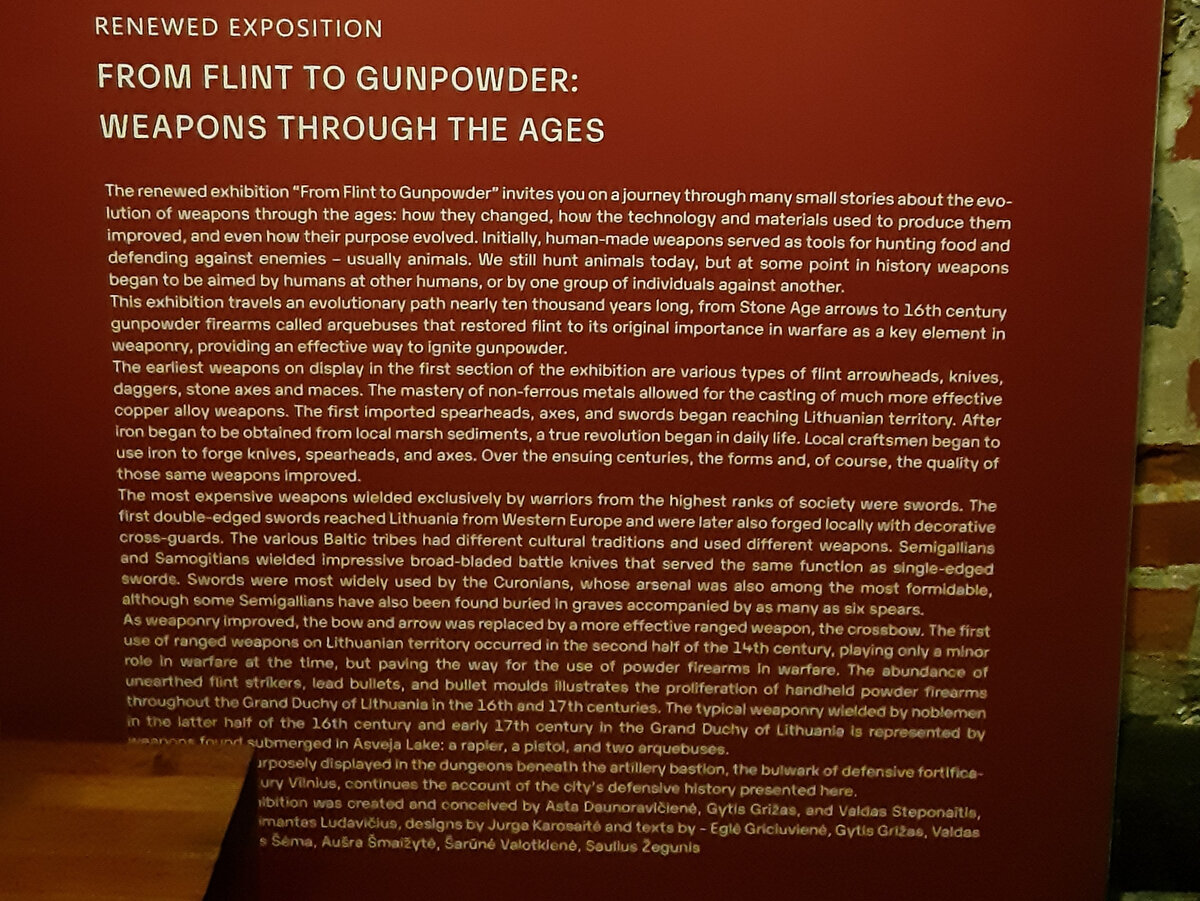 RENEWED EXPOSITION
FROM FLINT TO GUNPOWDER:
WEAPONS THROUGH THE AGES
The renewed exhibition “From Flint to Gunpowder” invites you on a journey through many small stories about the evo-
lution of weapons through the ages: how they changed, how the technology and materials used to produce them
improved, and even how their purpose evolved. Initially, human-made weapons served as tools for hunting food and
defending against enemies – usually animals. We still hunt animals today, but at some point in history weapons
began to be aimed by humans at other humans, or by one group of individuals against another.
This exhibition travels an evolutionary path nearly ten thousand years long, from Stone Age arrows to 16th century
gunpowder firearms called arquebuses that restored flint to its original importance in warfare as a key element in
weaponry, providing an effective way to ignite gunpowder.
The earliest weapons on display in the first section of the exhibition are various types of flint arrowheads, knives,
daggers, stone axes and maces. The mastery of non-ferrous metals allowed for the casting of much more effective
copper alloy weapons. The first imported spearheads, axes, and swords began reaching Lithuanian territory. After
iron began to be obtained from local marsh sediments, a true revolution began in daily life. Local craftsmen began to
use iron to forge knives, spearheads, and axes. Over the ensuing centuries, the forms and, of course, the quality of
those same weapons improved.
The most expensive weapons wielded exclusively by warriors from the highest ranks of society were swords. The
first double-edged swords reached Lithuania from Western Europe and were later also forged locally with decorative
cross-guards. The various Baltic tribes had different cultural traditions and used different weapons. Semigallians
and Samogitians wielded impressive broad-bladed battle knives that served the same function as single-edged
swords. Swords were most widely used by the Curonians, whose arsenal was also among the most formidable,
although some Semigallians have also been found buried in graves accompanied by as many as six spears.
As weaponry improved, the bow and arrow was replaced by a more effective ranged weapon, the crossbow. The first
use of ranged weapons on Lithuanian territory occurred in the second half of the 14th century, playing only a minor
role in warfare at the time, but paving the way for the use of powder firearms in warfare. The abundance of
unearthed flint strikers, lead bullets, and bullet moulds illustrates the proliferation of handheld powder firearms
throughout the Grand Duchy of Lithuania in the 16th and 17th centuries. The typical weaponry wielded by noblemen
in the latter half of the 16th century and early 17th century in the Grand Duchy of Lithuania is represented by
weapons found submerged in Asveja Lake: a rapier, a pistol, and two arquebuses.
urposely displayed in the dungeons beneath the artillery bastion, the bulwark of defensive fortifica-
ury Vilnius, continues the account of the city's defensive history presented here.
ibition was created and conceived by Asta Daunoravičienė, Gytis Grižas, and Valdas Steponaitis,
imantas Ludavičius, designs by Jurga Karosaitė and texts by - Eglė Griciuvienė, Gytis Grižas, Valdas
s Šėma, Aušra Šmaižytė, Šarūnė Valotkienė, Saulius Žegunis